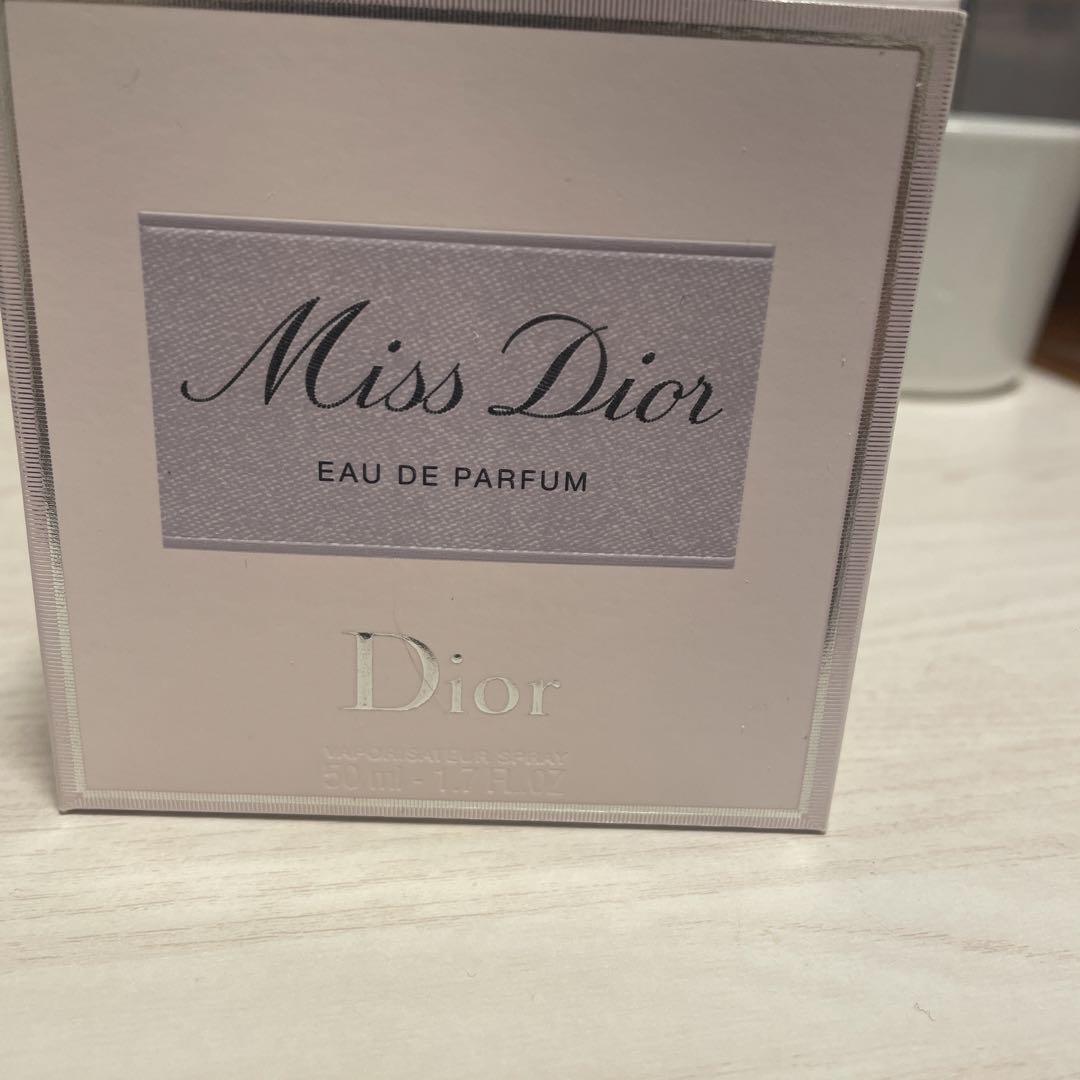 Miss Dior
EAU DE PARFUM
Dior
VAPORISATEUR SPRAY
50 ml - 1.7 FL.OZ